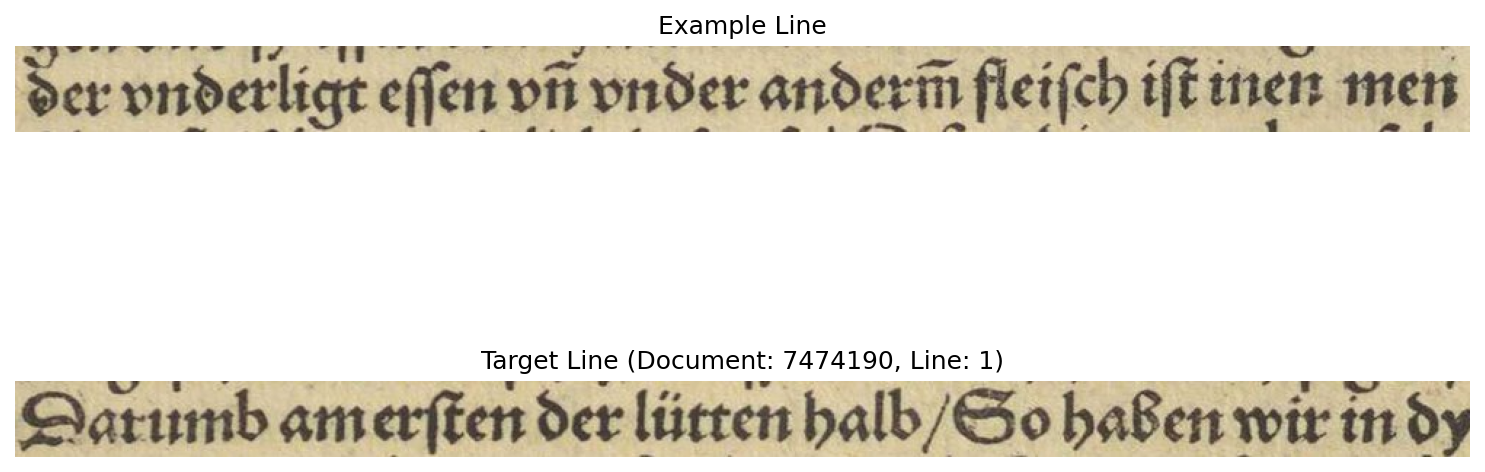 Example Line
der vnderligt eſſen vn̄ vnder anderm̄ fleiſch iſt inen men
Target Line (Document: 7474190, Line: 1)
Darumb am erſten der lütten halb/So haben wir in dy